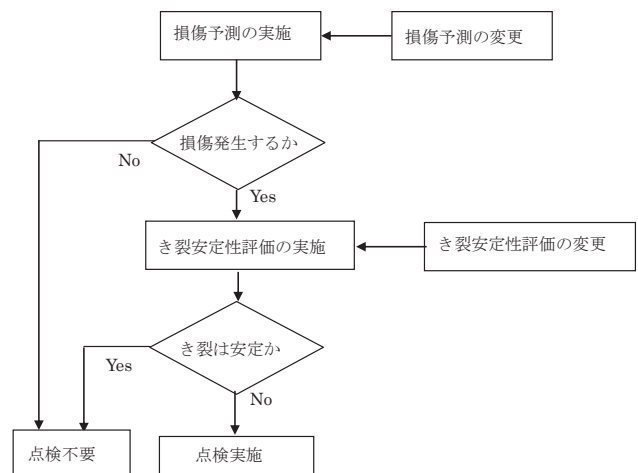 損傷予測の実施
損傷予測の変更
損傷発生するか
No
Yes
き裂安定性評価の実施
き裂安定性評価の変更
き裂は安定か
Yes
No
点検不要
点検実施